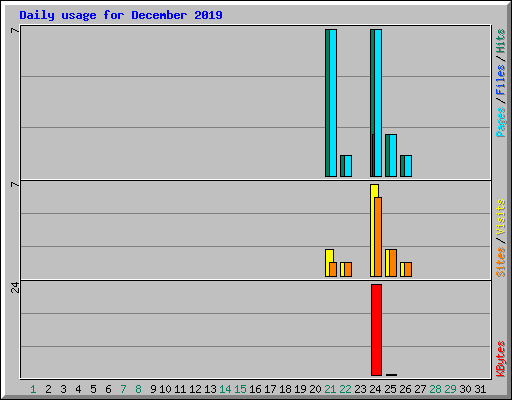 Daily usage for December 2019
7
Pages / Files / Hits
7
Sites / Visits
24
KBytes
1 2 3 4 5 6 7 8 9 10 11 12 13 14 15 16 17 18 19 20 21 22 23 24 25 26 27 28 29 30 31